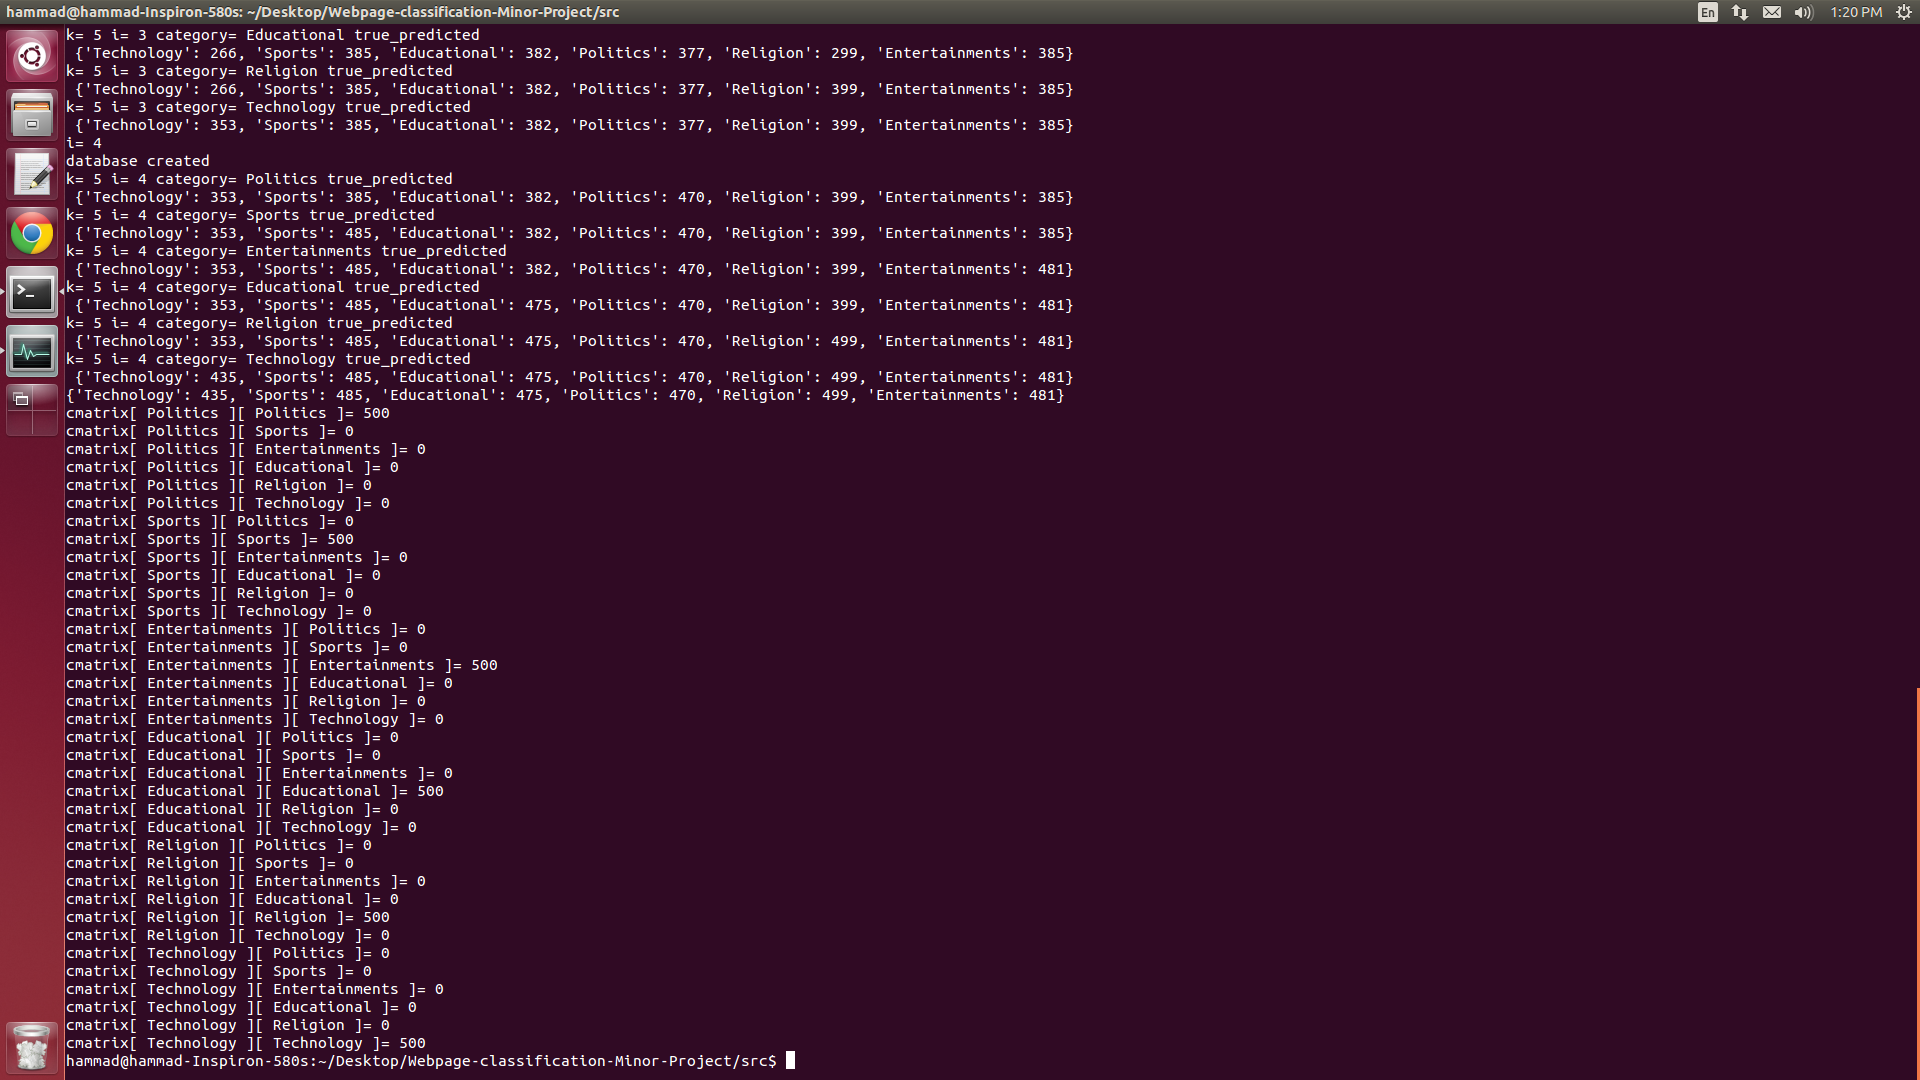 hammad@hammad-Inspiron-580s: ~/Desktop/Webpage-classification-Minor-Project/src
En
1:20 PM
k= 5 i= 3 category= Educational true_predicted
 {'Technology': 266, 'Sports': 385, 'Educational': 382, 'Politics': 377, 'Religion': 299, 'Entertainments': 385}
k= 5 i= 3 category= Religion true_predicted
 {'Technology': 266, 'Sports': 385, 'Educational': 382, 'Politics': 377, 'Religion': 399, 'Entertainments': 385}
k= 5 i= 3 category= Technology true_predicted
 {'Technology': 353, 'Sports': 385, 'Educational': 382, 'Politics': 377, 'Religion': 399, 'Entertainments': 385}
i= 4
database created
k= 5 i= 4 category= Politics true_predicted
 {'Technology': 353, 'Sports': 385, 'Educational': 382, 'Politics': 470, 'Religion': 399, 'Entertainments': 385}
k= 5 i= 4 category= Sports true_predicted
 {'Technology': 353, 'Sports': 485, 'Educational': 382, 'Politics': 470, 'Religion': 399, 'Entertainments': 385}
k= 5 i= 4 category= Entertainments true_predicted
 {'Technology': 353, 'Sports': 485, 'Educational': 382, 'Politics': 470, 'Religion': 399, 'Entertainments': 481}
k= 5 i= 4 category= Educational true_predicted
 {'Technology': 353, 'Sports': 485, 'Educational': 475, 'Politics': 470, 'Religion': 399, 'Entertainments': 481}
k= 5 i= 4 category= Religion true_predicted
 {'Technology': 353, 'Sports': 485, 'Educational': 475, 'Politics': 470, 'Religion': 499, 'Entertainments': 481}
k= 5 i= 4 category= Technology true_predicted
 {'Technology': 435, 'Sports': 485, 'Educational': 475, 'Politics': 470, 'Religion': 499, 'Entertainments': 481}
{'Technology': 435, 'Sports': 485, 'Educational': 475, 'Politics': 470, 'Religion': 499, 'Entertainments': 481}
cmatrix[ Politics ][ Politics ]= 500
cmatrix[ Politics ][ Sports ]= 0
cmatrix[ Politics ][ Entertainments ]= 0
cmatrix[ Politics ][ Educational ]= 0
cmatrix[ Politics ][ Religion ]= 0
cmatrix[ Politics ][ Technology ]= 0
cmatrix[ Sports ][ Politics ]= 0
cmatrix[ Sports ][ Sports ]= 500
cmatrix[ Sports ][ Entertainments ]= 0
cmatrix[ Sports ][ Educational ]= 0
cmatrix[ Sports ][ Religion ]= 0
cmatrix[ Sports ][ Technology ]= 0
cmatrix[ Entertainments ][ Politics ]= 0
cmatrix[ Entertainments ][ Sports ]= 0
cmatrix[ Entertainments ][ Entertainments ]= 500
cmatrix[ Entertainments ][ Educational ]= 0
cmatrix[ Entertainments ][ Religion ]= 0
cmatrix[ Entertainments ][ Technology ]= 0
cmatrix[ Educational ][ Politics ]= 0
cmatrix[ Educational ][ Sports ]= 0
cmatrix[ Educational ][ Entertainments ]= 0
cmatrix[ Educational ][ Educational ]= 500
cmatrix[ Educational ][ Religion ]= 0
cmatrix[ Educational ][ Technology ]= 0
cmatrix[ Religion ][ Politics ]= 0
cmatrix[ Religion ][ Sports ]= 0
cmatrix[ Religion ][ Entertainments ]= 0
cmatrix[ Religion ][ Educational ]= 0
cmatrix[ Religion ][ Religion ]= 500
cmatrix[ Religion ][ Technology ]= 0
cmatrix[ Technology ][ Politics ]= 0
cmatrix[ Technology ][ Sports ]= 0
cmatrix[ Technology ][ Entertainments ]= 0
cmatrix[ Technology ][ Educational ]= 0
cmatrix[ Technology ][ Religion ]= 0
cmatrix[ Technology ][ Technology ]= 500
hammad@hammad-Inspiron-580s:~/Desktop/Webpage-classification-Minor-Project/src$